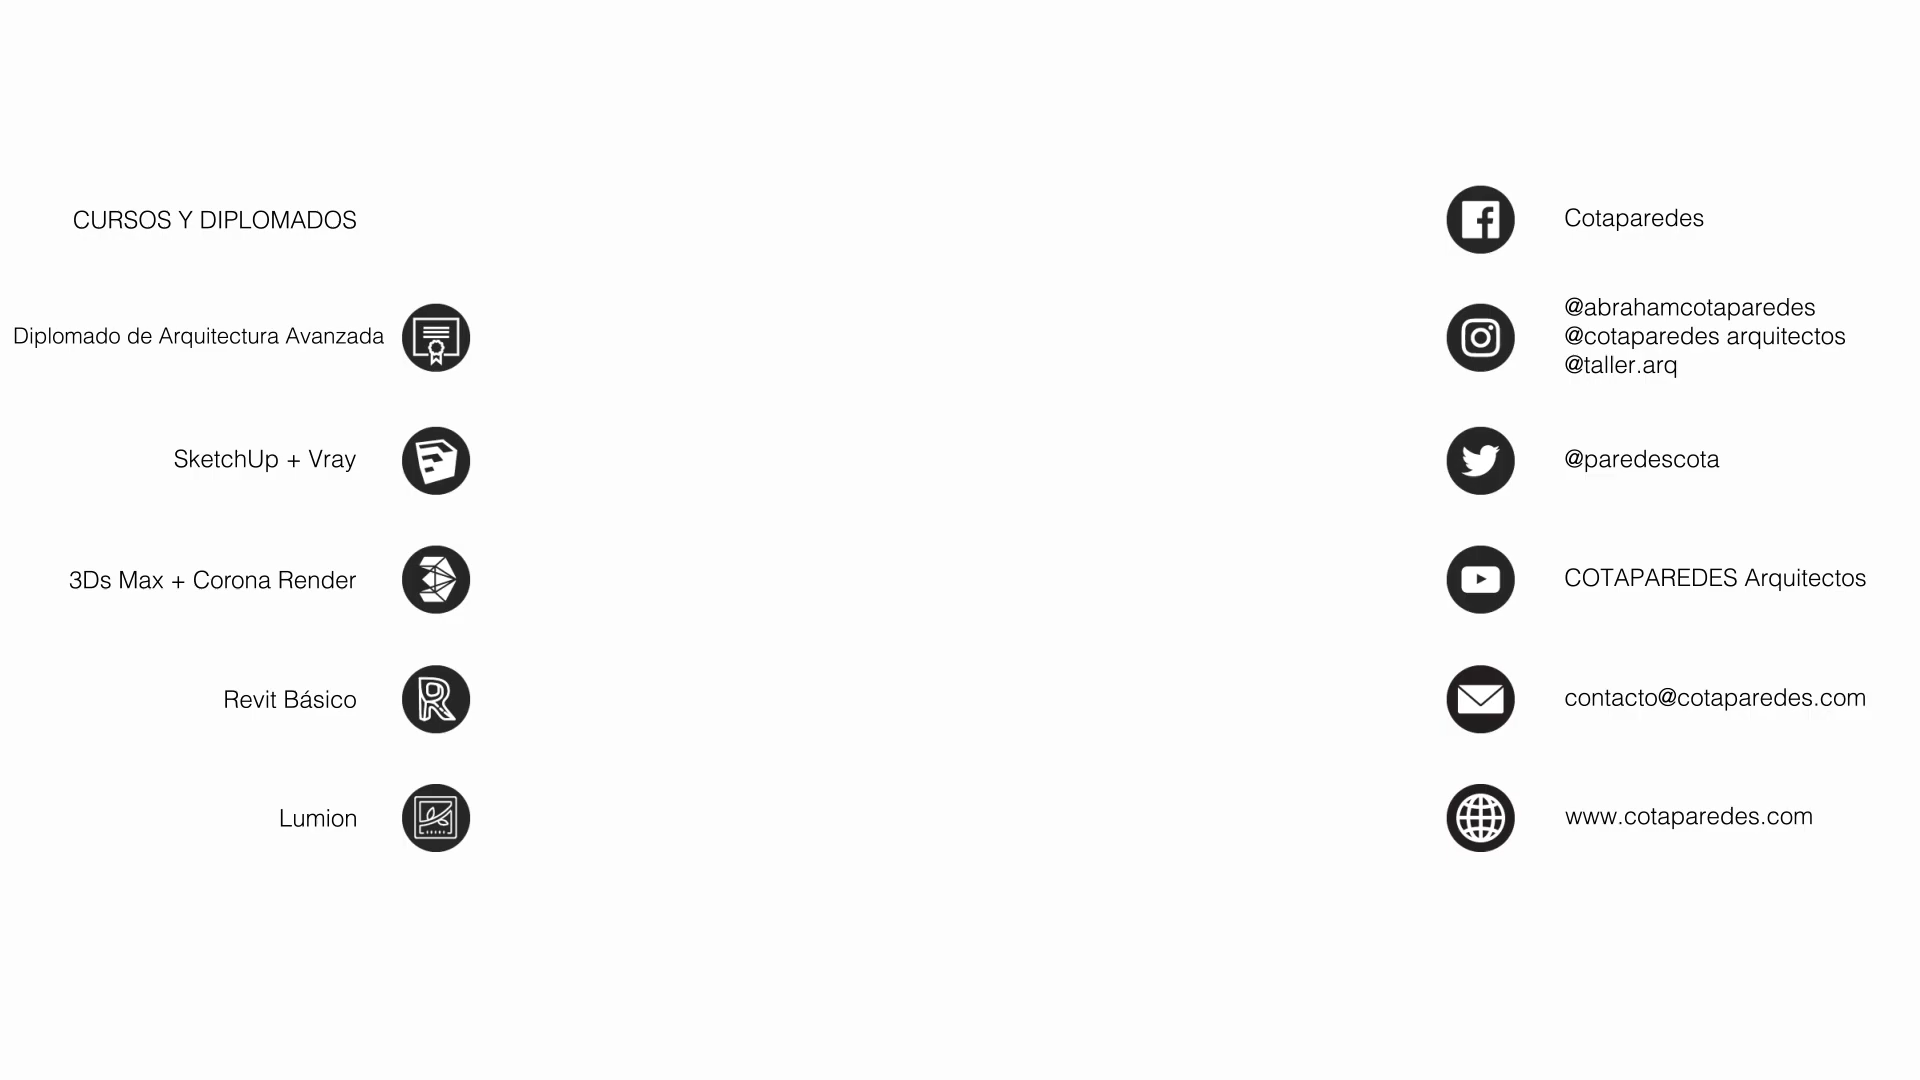 CURSOS Y DIPLOMADOS
Diplomado de Arquitectura Avanzada
SketchUp + Vray
3Ds Max + Corona Render
Revit Básico
Lumion
Cotaparedes
@abrahamcotaparedes
@cotaparedes arquitectos
@taller.arq
@paredescota
COTAPAREDES Arquitectos
contacto@cotaparedes.com
www.cotaparedes.com